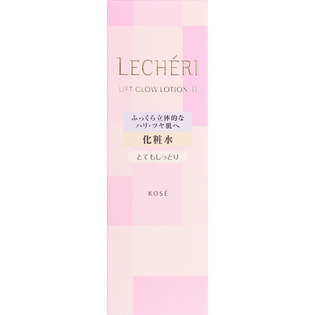 LECHÉRI
LIFT GLOW LOTION II
ふっくら立体的な
ハリ・ツヤ肌へ
化粧水
とてもしっとり
KOSÉ